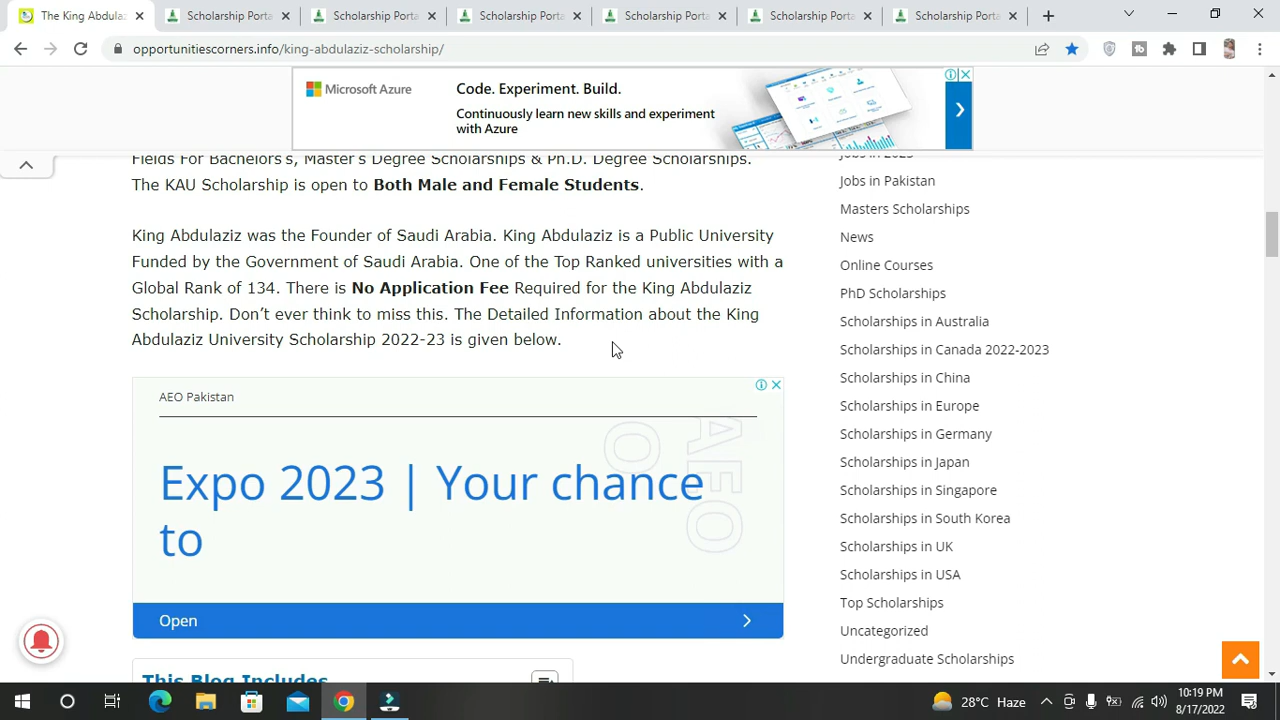 The King Abdula
Scholarship Porta
Scholarship Porta
Scholarship Porta
Scholarship Porta
Scholarship Porta
Scholarship Porta
opportunitiescorners.info/king-abdulaziz-scholarship/
Microsoft Azure
Code. Experiment. Build.
Continuously learn new skills and experiment
with Azure
Fields For Bachelors's, Master's Degree Scholarships & Ph.D. Degree Scholarships.
The KAU Scholarship is open to Both Male and Female Students.
King Abdulaziz was the Founder of Saudi Arabia. King Abdulaziz is a Public University
Funded by the Government of Saudi Arabia. One of the Top Ranked universities with a
Global Rank of 134. There is No Application Fee Required for the King Abdulaziz
Scholarship. Don't ever think to miss this. The Detailed Information about the King
Abdulaziz University Scholarship 2022-23 is given below.
AEO Pakistan
AEO
Expo 2023 | Your chance
to
Open
This Blog Includes
Jobs in 2023
Jobs in Pakistan
Masters Scholarships
News
Online Courses
PhD Scholarships
Scholarships in Australia
Scholarships in Canada 2022-2023
Scholarships in China
Scholarships in Europe
Scholarships in Germany
Scholarships in Japan
Scholarships in Singapore
Scholarships in South Korea
Scholarships in UK
Scholarships in USA
Top Scholarships
Uncategorized
Undergraduate Scholarships
28°C Haze
10:19 PM
8/17/2022